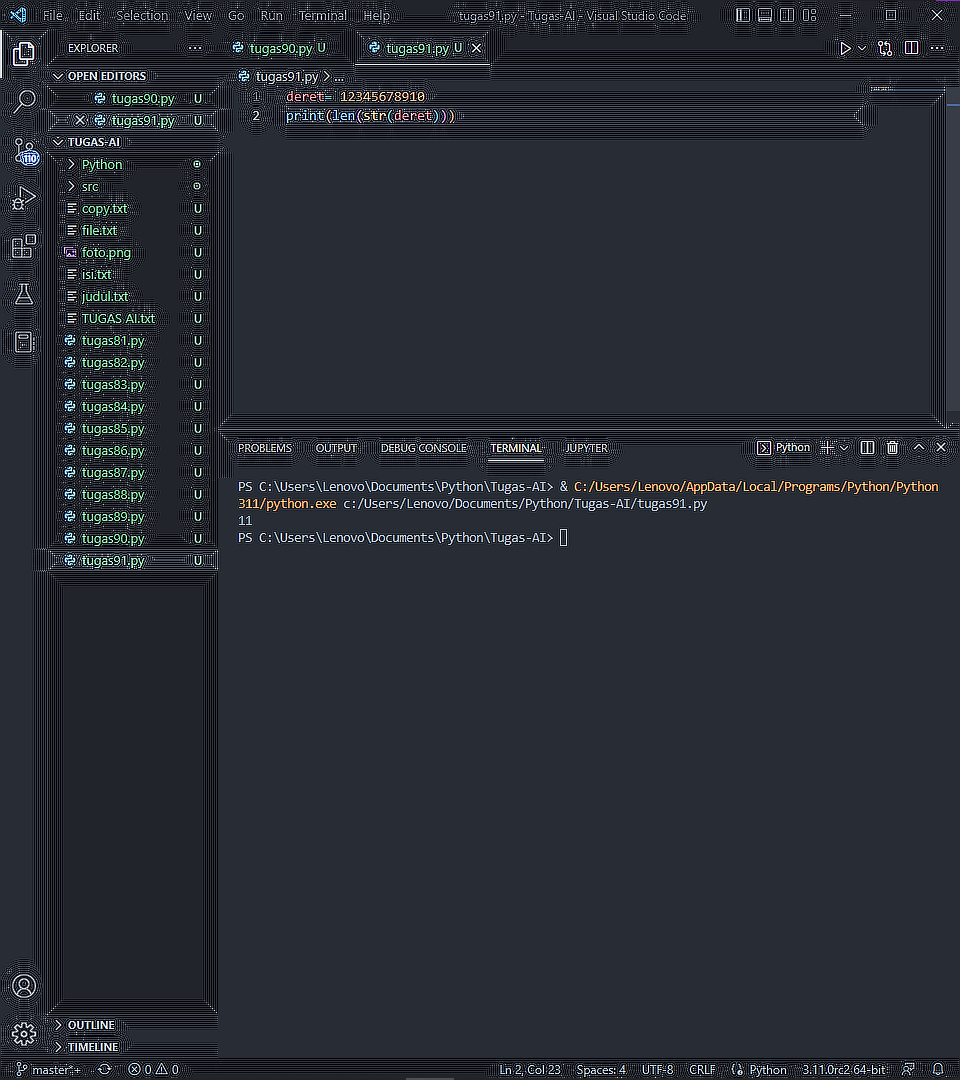 File Edit Selection View Go Run Terminal Help tugas91.py - Tugas-AI - Visual Studio Code
EXPLORER ... tugas90.py U tugas91.py U
OPEN EDITORS
tugas90.py U
tugas91.py U
tugas91.py > ...
1 deret= 12345678910
2 print(len(str(deret)))
TUGAS-AI
Python
src
copy.txt U
file.txt U
foto.png U
isi.txt U
judul.txt U
TUGAS AI.txt U
tugas81.py U
tugas82.py U
tugas83.py U
tugas84.py U
tugas85.py U
tugas86.py U
tugas87.py U
tugas88.py U
tugas89.py U
tugas90.py U
tugas91.py U
110
PROBLEMS OUTPUT DEBUG CONSOLE TERMINAL JUPYTER Python
PS C:\Users\Lenovo\Documents\Python\Tugas-AI> & C:/Users/Lenovo/AppData/Local/Programs/Python/Python
311/python.exe c:/Users/Lenovo/Documents/Python/Tugas-AI/tugas91.py
11
PS C:\Users\Lenovo\Documents\Python\Tugas-AI>
OUTLINE
TIMELINE
master*+ 0 0 Ln 2, Col 23 Spaces: 4 UTF-8 CRLF Python 3.11.0rc2 64-bit